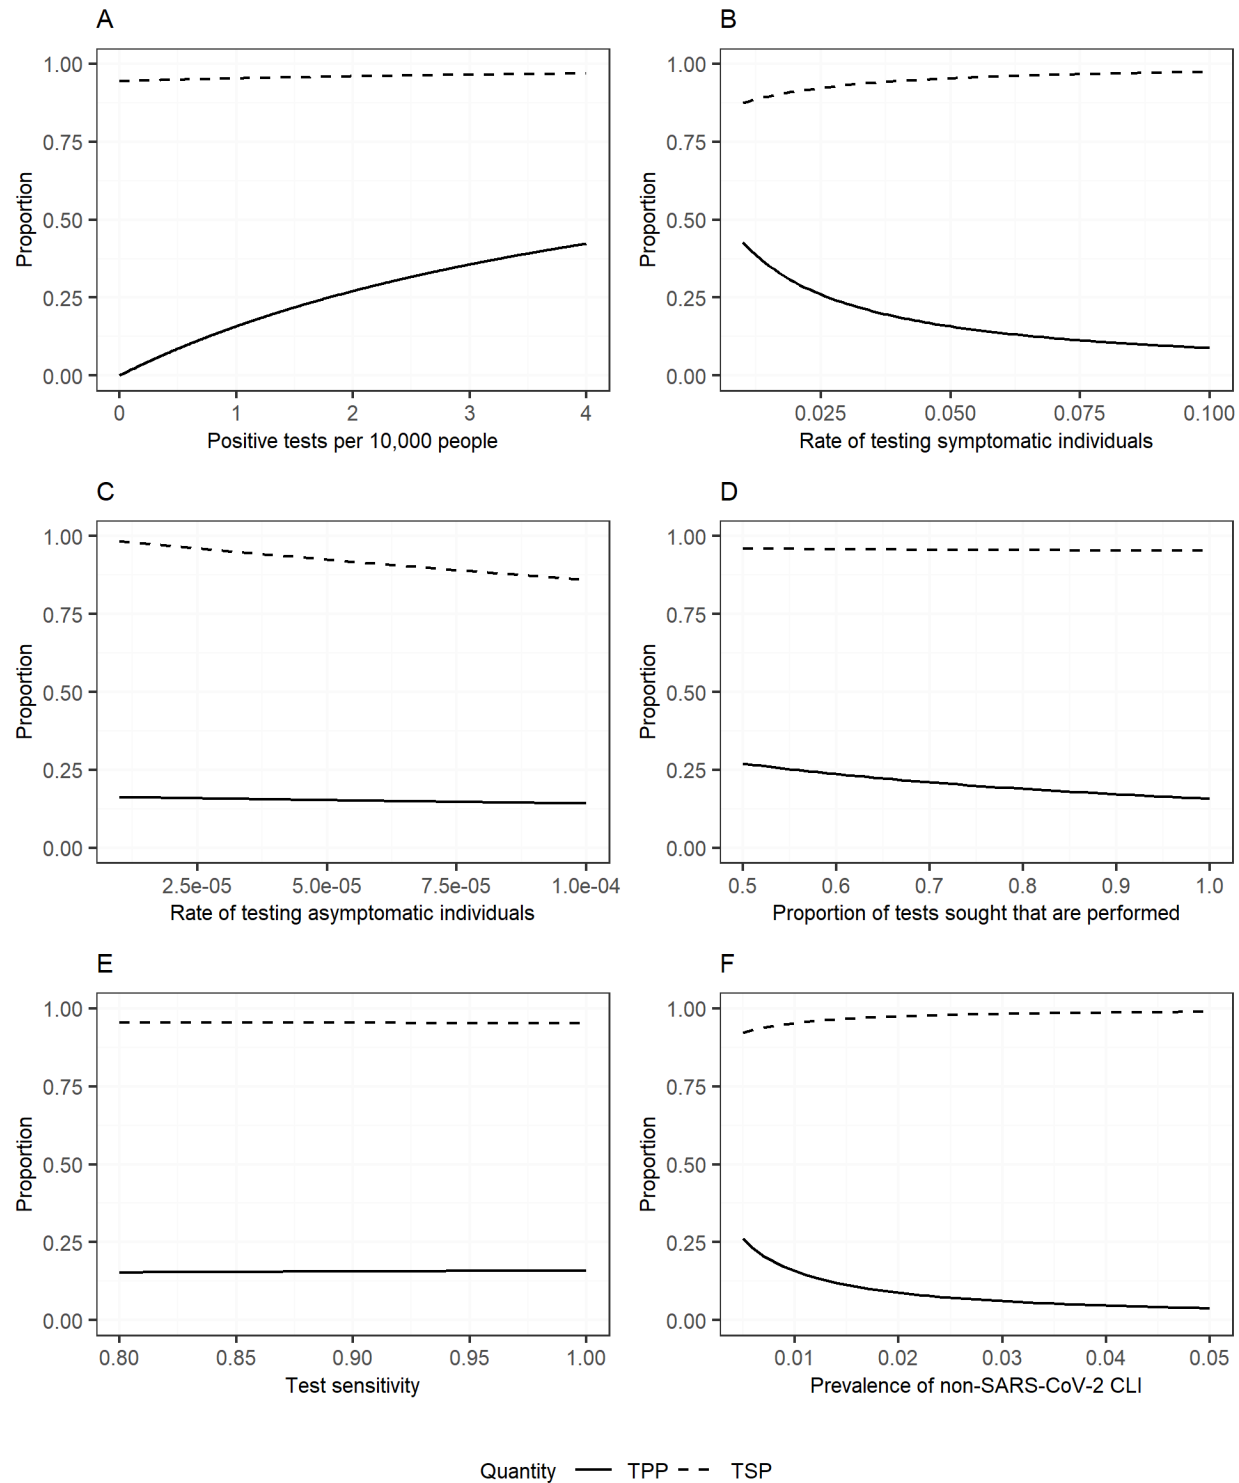 A
1.00
0.75
0.50
0.25
0.00
Proportion
0 1 2 3 4
Positive tests per 10,000 people
B
1.00
0.75
0.50
0.25
0.00
Proportion
0.025 0.050 0.075 0.100
Rate of testing symptomatic individuals
C
1.00
0.75
0.50
0.25
0.00
Proportion
2.5e-05 5.0e-05 7.5e-05 1.0e-04
Rate of testing asymptomatic individuals
D
1.00
0.75
0.50
0.25
0.00
Proportion
0.5 0.6 0.7 0.8 0.9 1.0
Proportion of tests sought that are performed
E
1.00
0.75
0.50
0.25
0.00
Proportion
0.80 0.85 0.90 0.95 1.00
Test sensitivity
F
1.00
0.75
0.50
0.25
0.00
Proportion
0.01 0.02 0.03 0.04 0.05
Prevalence of non-SARS-CoV-2 CLI
Quantity TPP TSP